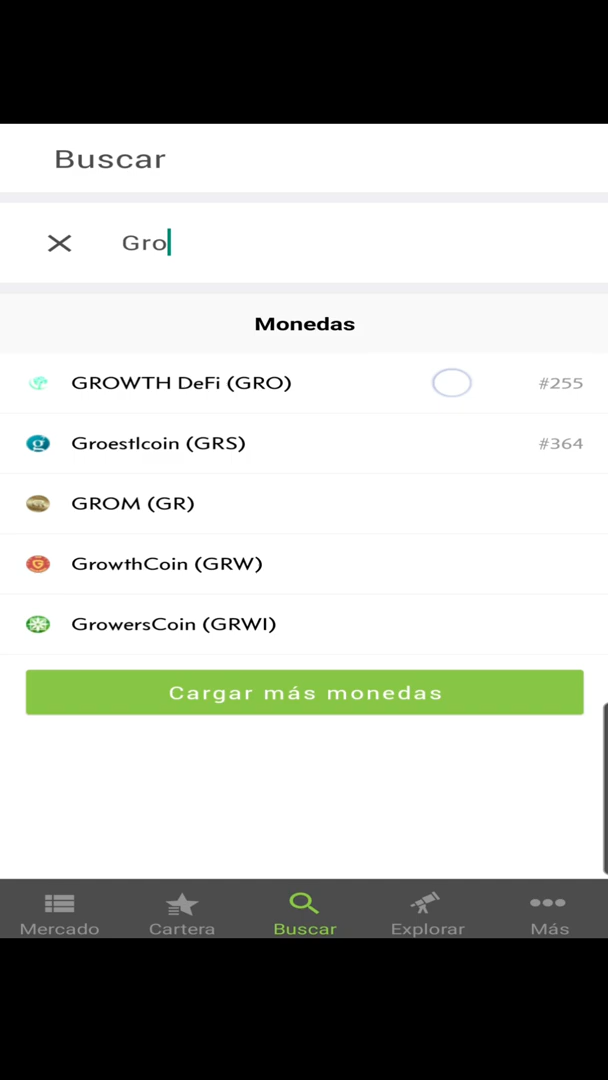 Buscar
Gro
Monedas
GROWTH DeFi (GRO) #255
Groestlcoin (GRS) #364
GROM (GR)
GrowthCoin (GRW)
GrowersCoin (GRWI)
Cargar más monedas
Mercado Cartera Buscar Explorar Más